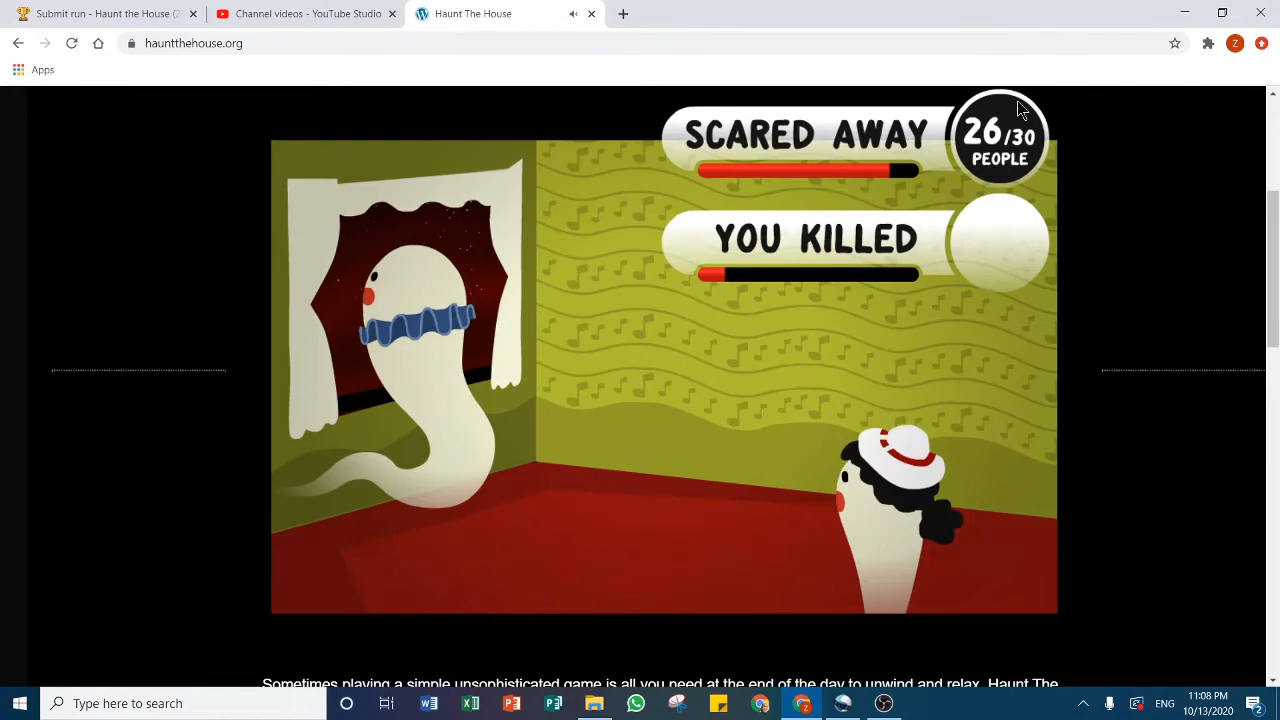 Submit run - Haunt the House (
YouTube Channel videos - YouTube Studio
Haunt The House
hauntthehouse.org
Z
Apps
SCARED AWAY
26/30
PEOPLE
YOU KILLED
Sometimes playing a simple unsophisticated game is all you need at the end of the day to unwind and relax. Haunt The
Type here to search
ENG
11:08 PM
10/13/2020
2